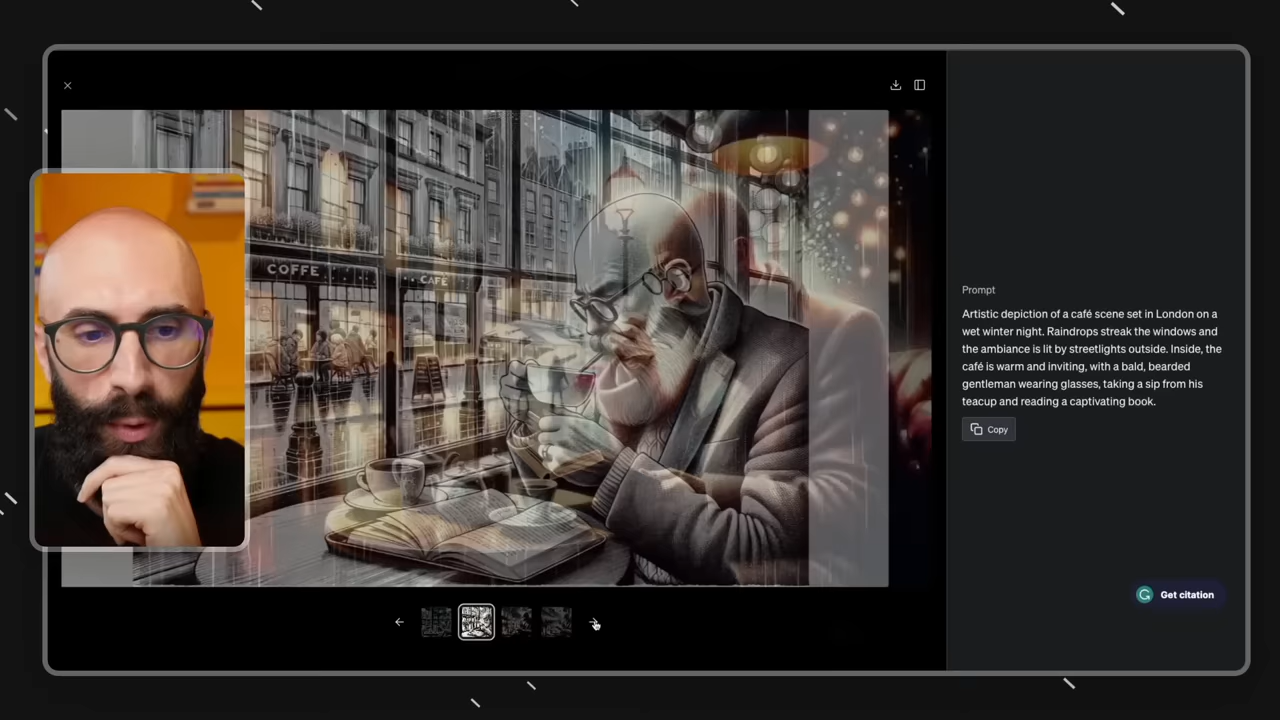 COFFE
CAFÉ
Prompt
Artistic depiction of a café scene set in London on a
wet winter night. Raindrops streak the windows and
the ambiance is lit by streetlights outside. Inside, the
café is warm and inviting, with a bald, bearded
gentleman wearing glasses, taking a sip from his
teacup and reading a captivating book.
Copy
Get citation